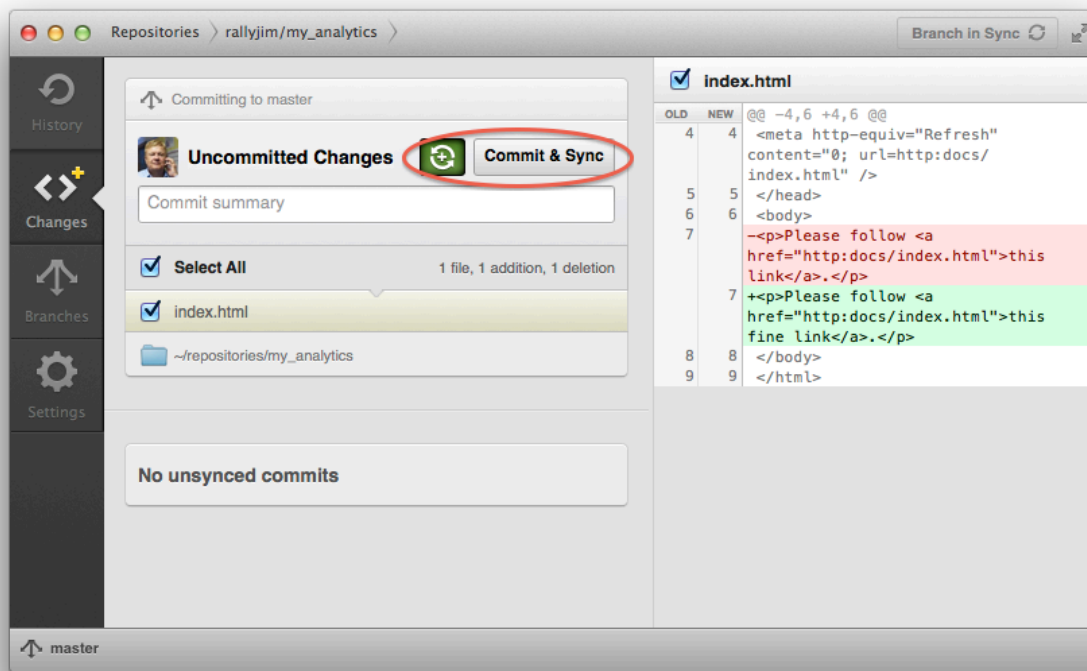 Repositories rallyjim/my_analytics Branch in Sync
History
Changes
Branches
Settings
Committing to master
Uncommitted Changes Commit & Sync
Commit summary
Select All 1 file, 1 addition, 1 deletion
index.html
~/repositories/my_analytics
No unsynced commits
index.html
OLD NEW @@ -4,6 +4,6 @@
4 4 <meta http-equiv="Refresh"
content="0; url=http:docs/
index.html" />
5 5 </head>
6 6 <body>
7 -<p>Please follow <a
href="http:docs/index.html">this
link</a>.</p>
7 +<p>Please follow <a
href="http:docs/index.html">this
fine link</a>.</p>
8 8 </body>
9 9 </html>
master